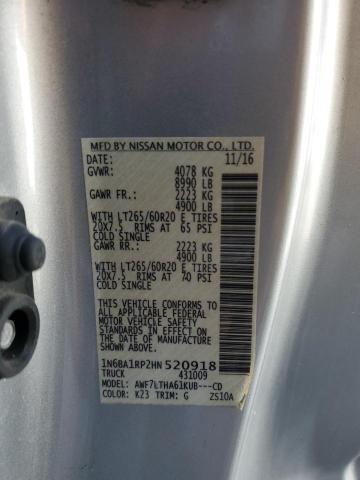 MFD BY NISSAN MOTOR CO., LTD.
DATE: 11/16
GVWR: 4078 KG
8990 LB
GAWR FR.: 2223 KG
4900 LB
WITH LT265/60R20 E TIRES
20X7.5, RIMS AT 65 PSI
COLD SINGLE
GAWR RR.: 2223 KG
4900 LB
WITH LT265/60R20 E TIRES
20X7.5, RIMS AT 70 PSI
COLD SINGLE
THIS VEHICLE CONFORMS TO
ALL APPLICABLE FEDERAL
MOTOR VEHICLE SAFETY
STANDARDS IN EFFECT ON
THE DATE OF MANUFACTURE
SHOWN ABOVE.
1N6BA1RP2HN520918
TRUCK 431009
MODEL: AWF7LTHA61KUB---CD
COLOR: K23 TRIM: G ZS10A